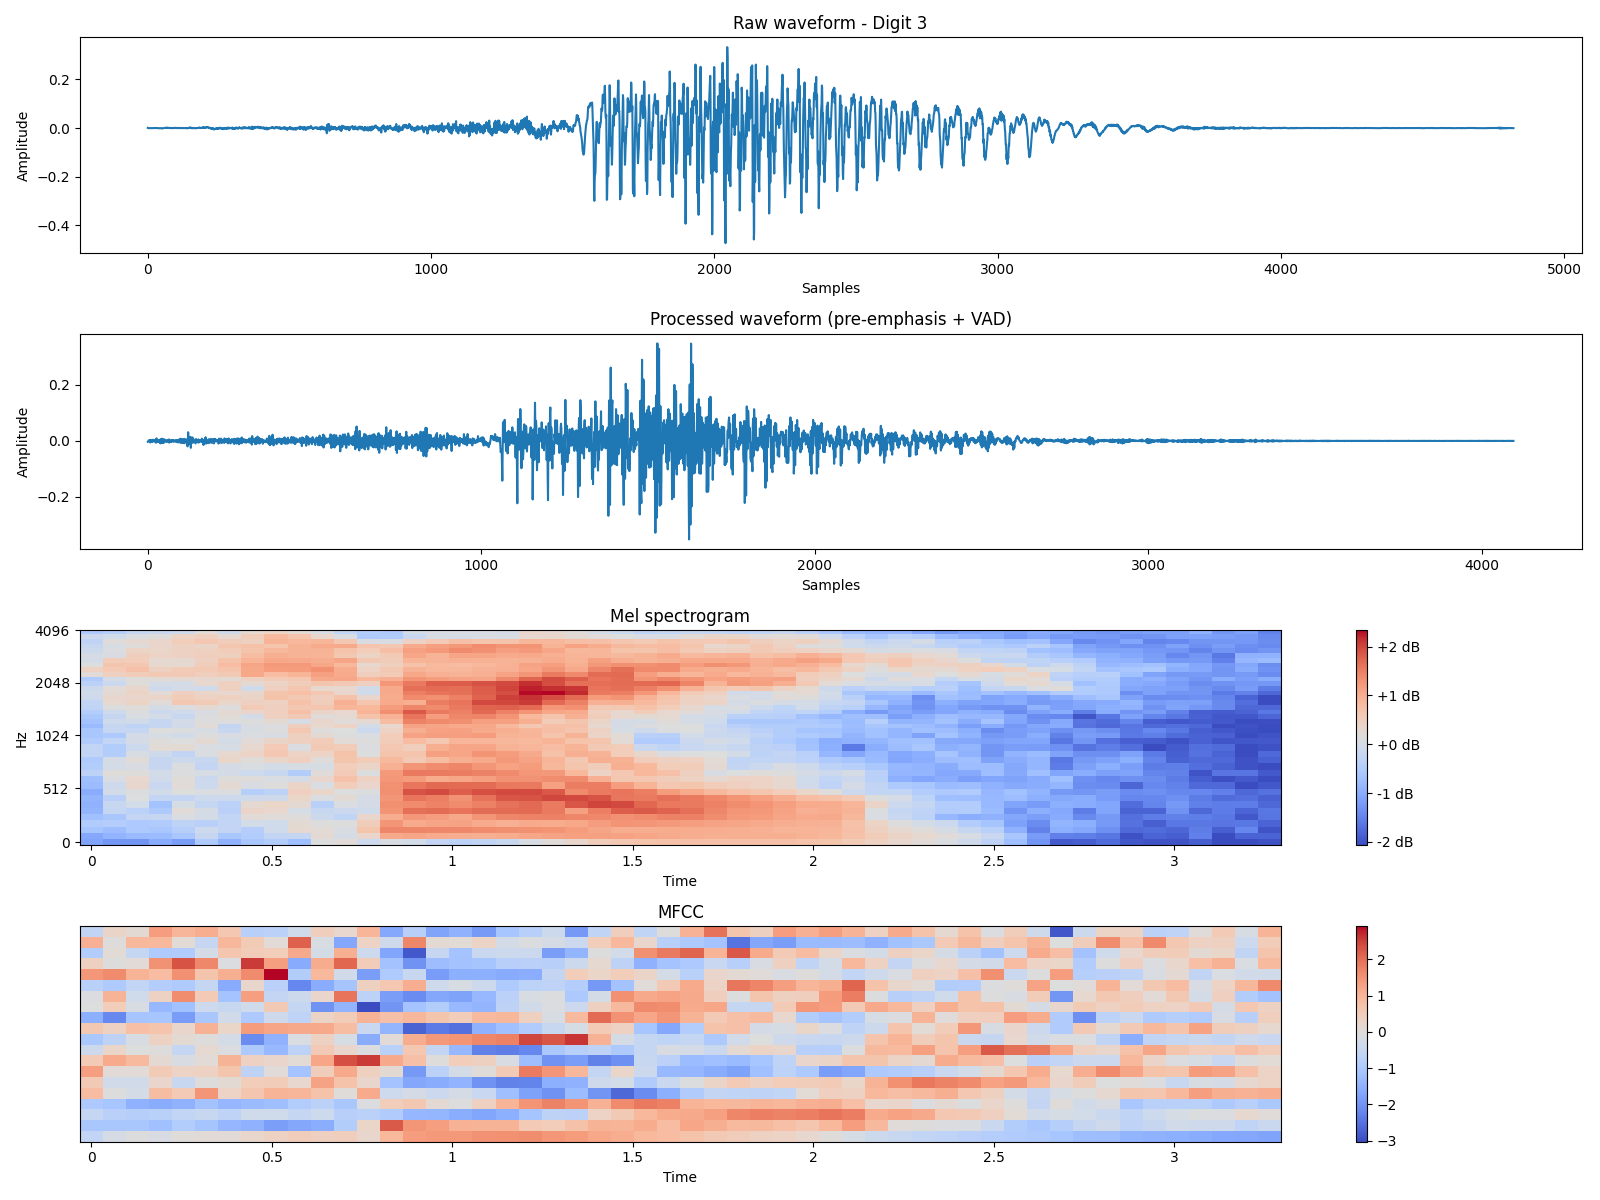 Raw waveform - Digit 3
0.2
0.0
−0.2
−0.4
Amplitude
0 1000 2000 3000 4000 5000
Samples
Processed waveform (pre-emphasis + VAD)
0.2
0.0
−0.2
Amplitude
0 1000 2000 3000 4000
Samples
Mel spectrogram
4096
2048
1024
512
0
Hz
0 0.5 1 1.5 2 2.5 3
Time
+2 dB
+1 dB
+0 dB
-1 dB
-2 dB
MFCC
0 0.5 1 1.5 2 2.5 3
Time
2
1
0
−1
−2
−3